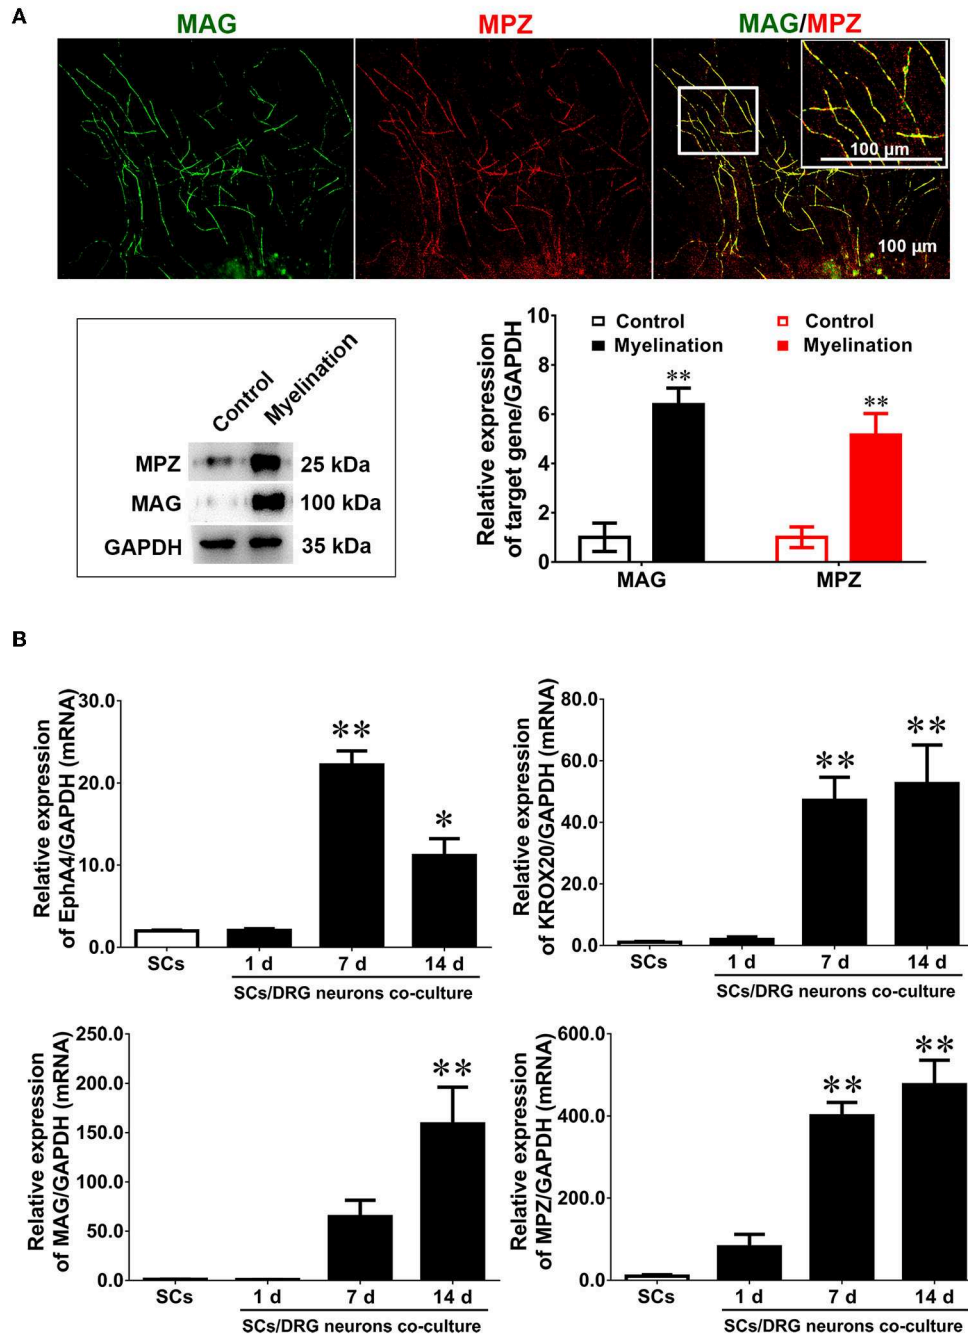 A
MAG
MPZ
MAG/MPZ
100 µm
100 µm
Control
Myelination
MPZ
25 kDa
MAG
100 kDa
GAPDH
35 kDa
Relative expression
of target gene/GAPDH
10
8
6
4
2
0
Control
Myelination
Control
Myelination
**
**
MAG
MPZ
B
Relative expression
of EphA4/GAPDH (mRNA)
30.0
20.0
10.0
0.0
**
*
SCs
1 d
7 d
14 d
SCs/DRG neurons co-culture
Relative expression
of KROX20/GAPDH (mRNA)
80.0
60.0
40.0
20.0
0.0
**
**
SCs
1 d
7 d
14 d
SCs/DRG neurons co-culture
Relative expression
of MAG/GAPDH (mRNA)
250.0
200.0
150.0
100.0
50.0
0.0
**
SCs
1 d
7 d
14 d
SCs/DRG neurons co-culture
Relative expression
of MPZ/GAPDH (mRNA)
600.0
400.0
200.0
0.0
**
**
SCs
1 d
7 d
14 d
SCs/DRG neurons co-culture